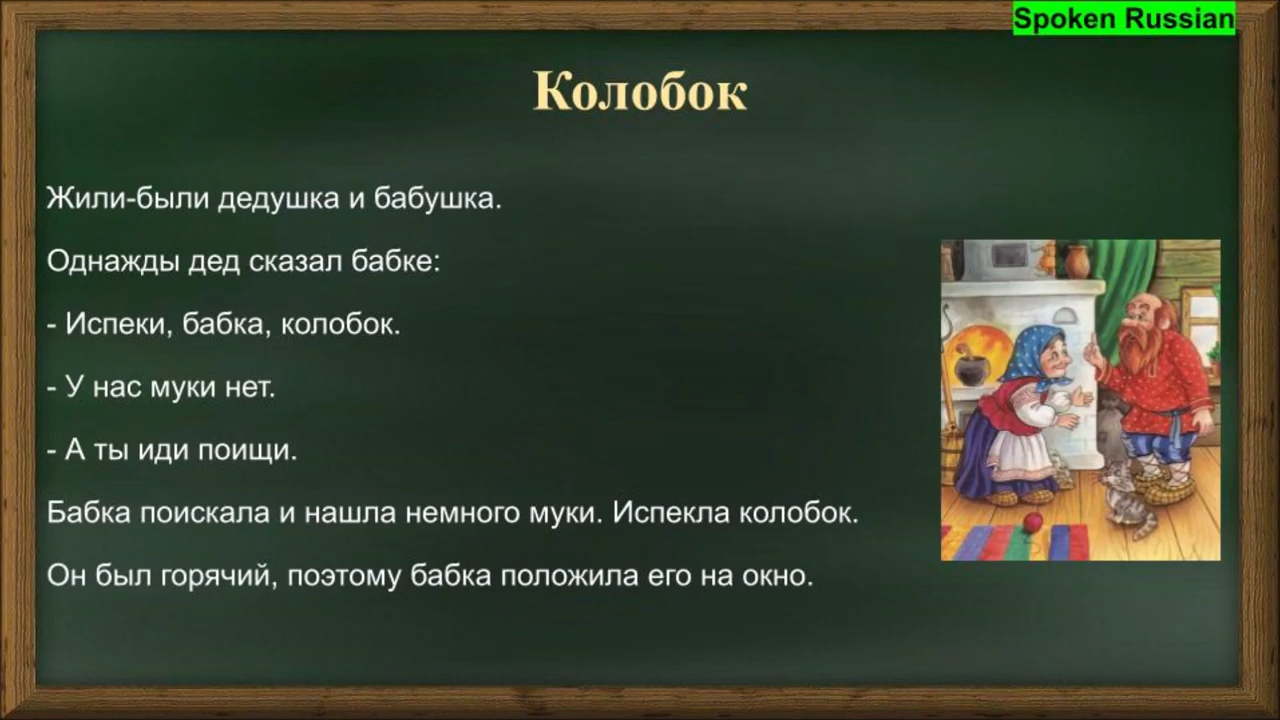 Spoken Russian
Колобок
Жили-были дедушка и бабушка.
Однажды дед сказал бабке:
- Испеки, бабка, колобок.
- У нас муки нет.
- А ты иди поищи.
Бабка поискала и нашла немного муки. Испекла колобок.
Он был горячий, поэтому бабка положила его на окно.